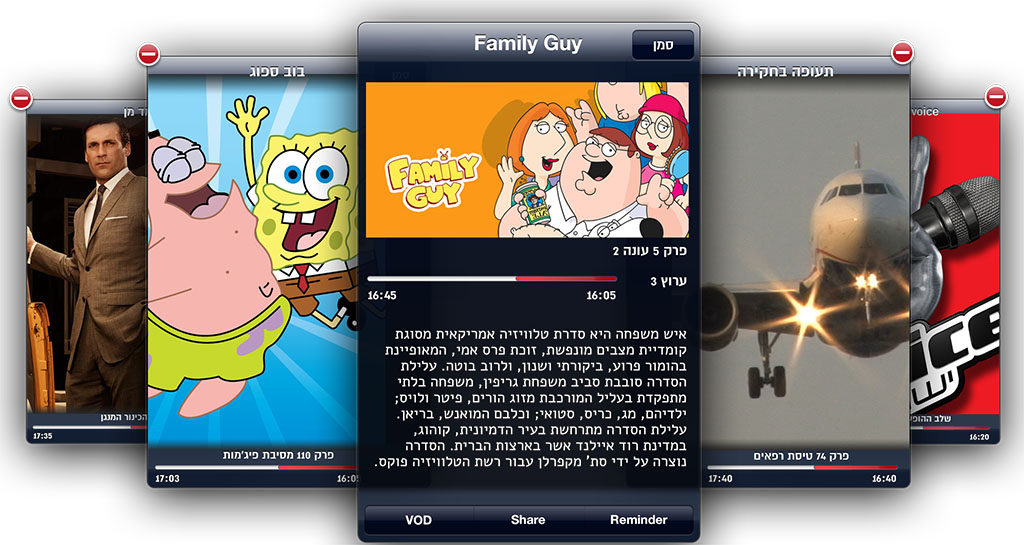 Family Guy
סמן
FAMILY
GUY
פרק 5 עונה 2
ערוץ 3
16:45
16:05
איש משפחה היא סדרת טלוויזיה אמריקאית מסוגת
קומדיית מצבים מונפשת, זוכת פרס אמי, המאופיינת
בהומור פרוע, ביקורתי ושנון, ולרוב בוטה. עלילת
הסדרה סובבת סביב משפחת גריפין, משפחה בלתי
מתפקדת בעליל המורכבת מזוג הורים, פיטר ולויס;
ילדיהם, מג, כריס, סטואי; וכלבם המואנש, בריאן.
עלילת הסדרה מתרחשת בעיר הדמיונית, קוהוג,
במדינת רוד איילנד אשר בארצות הברית. הסדרה
נוצרה על ידי סת' מקפרלן עבור רשת הטלוויזיה פוקס.
VOD
Share
Reminder
בוב ספוג
סמן
פרק 110 מסיבת פיג'מות
17:03
16:05
תעופה בחקירה
פרק 74 טיסת רפאים
17:40
16:40
מן
הכינור המנגן
17:35
voice
שלב
16:20